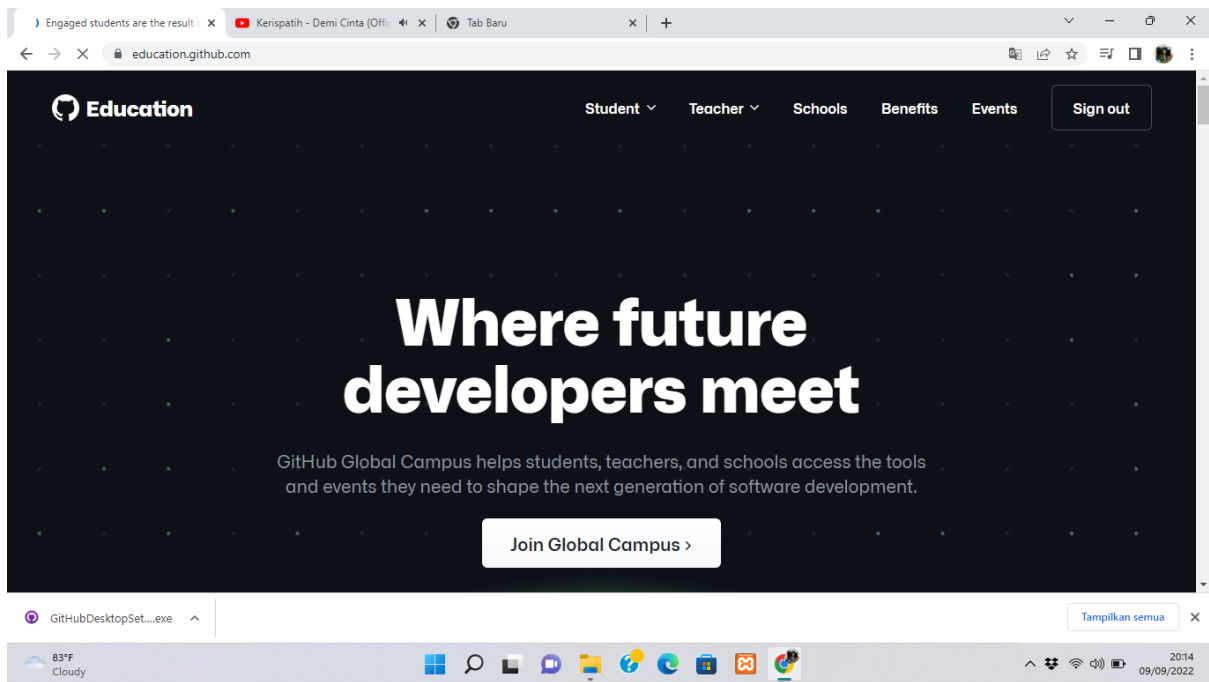 Engaged students are the result o
Kerispatih - Demi Cinta (Offic
Tab Baru
education.github.com
Education
Student
Teacher
Schools
Benefits
Events
Sign out
Where future
developers meet
GitHub Global Campus helps students, teachers, and schools access the tools
and events they need to shape the next generation of software development.
Join Global Campus >
GitHubDesktopSet....exe
Tampilkan semua
83°F
Cloudy
20:14
09/09/2022